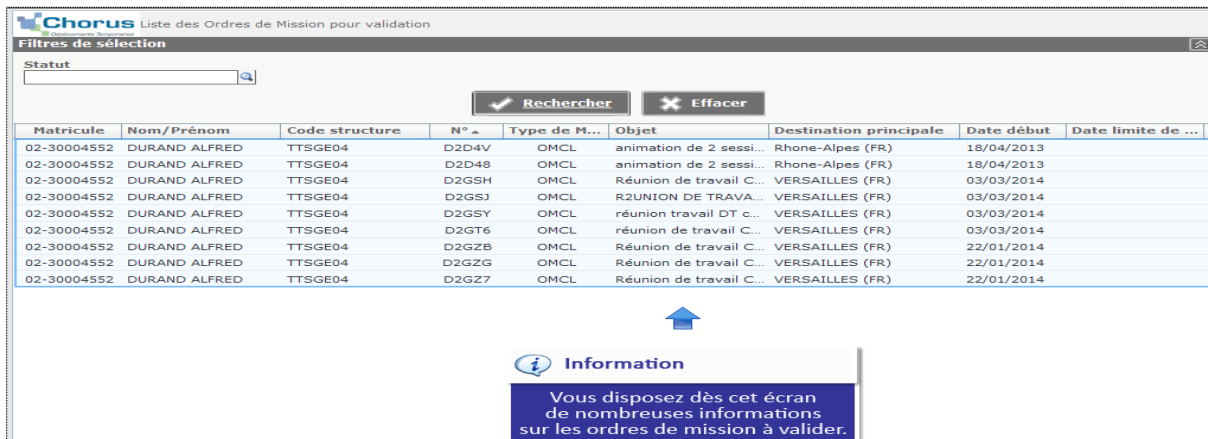 Chorus Liste des Ordres de Mission pour validation
Déplacements Temporaires
Filtres de sélection
Statut
Rechercher Effacer
Matricule Nom/Prénom Code structure N° Type de M... Objet Destination principale Date début Date limite de ...
02-30004552 DURAND ALFRED TTSGE04 D2D4V OMCL animation de 2 sessi... Rhone-Alpes (FR) 18/04/2013
02-30004552 DURAND ALFRED TTSGE04 D2D48 OMCL animation de 2 sessi... Rhone-Alpes (FR) 18/04/2013
02-30004552 DURAND ALFRED TTSGE04 D2GSH OMCL Réunion de travail C... VERSAILLES (FR) 03/03/2014
02-30004552 DURAND ALFRED TTSGE04 D2GSJ OMCL R2UNION DE TRAVA... VERSAILLES (FR) 03/03/2014
02-30004552 DURAND ALFRED TTSGE04 D2GSY OMCL réunion travail DT c... VERSAILLES (FR) 03/03/2014
02-30004552 DURAND ALFRED TTSGE04 D2GT6 OMCL réunion de travail C... VERSAILLES (FR) 03/03/2014
02-30004552 DURAND ALFRED TTSGE04 D2GZB OMCL Réunion de travail C... VERSAILLES (FR) 22/01/2014
02-30004552 DURAND ALFRED TTSGE04 D2GZG OMCL Réunion de travail C... VERSAILLES (FR) 22/01/2014
02-30004552 DURAND ALFRED TTSGE04 D2GZ7 OMCL Réunion de travail C... VERSAILLES (FR) 22/01/2014
Information
Vous disposez dès cet écran
de nombreuses informations
sur les ordres de mission à valider.